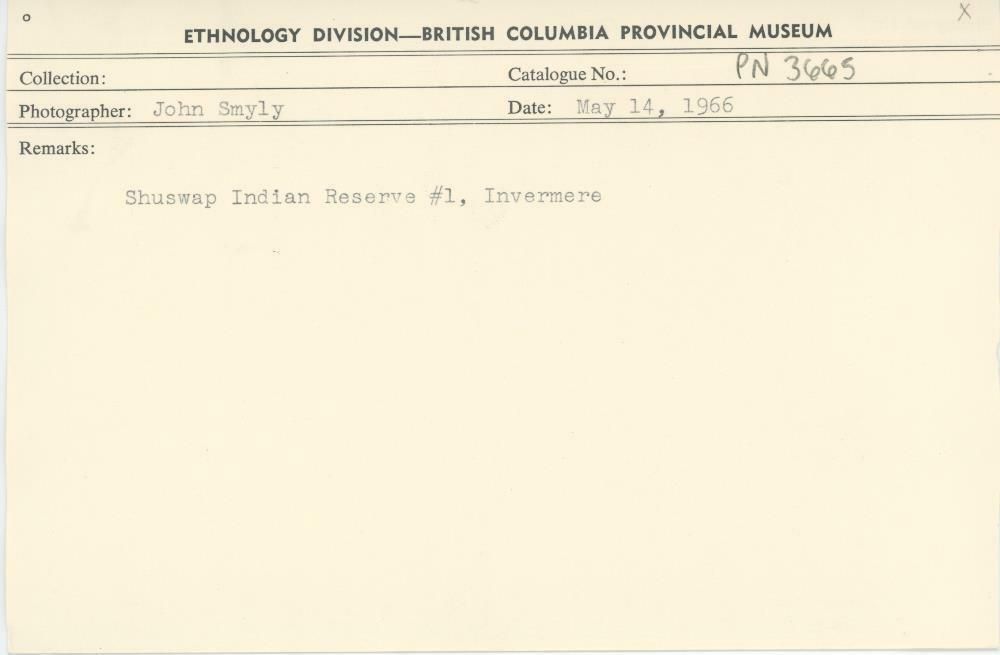 o
X
ETHNOLOGY DIVISION—BRITISH COLUMBIA PROVINCIAL MUSEUM
Collection: Catalogue No.: PN 3665
Photographer: John Smyly Date: May 14, 1966
Remarks:
Shuswap Indian Reserve #1, Invermere